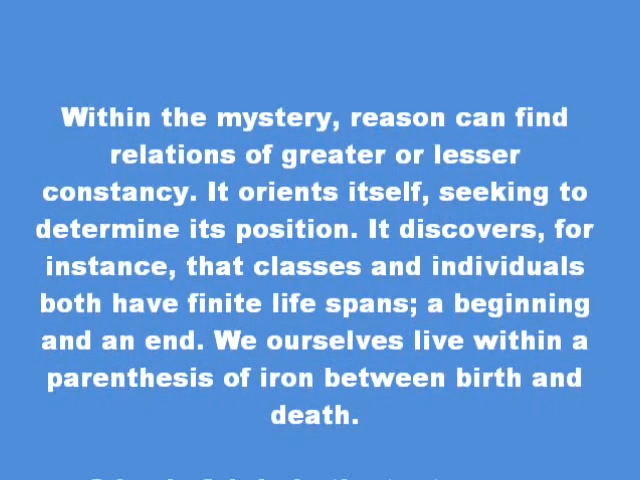 Within the mystery, reason can find
relations of greater or lesser
constancy. It orients itself, seeking to
determine its position. It discovers, for
instance, that classes and individuals
both have finite life spans; a beginning
and an end. We ourselves live within a
parenthesis of iron between birth and
death.